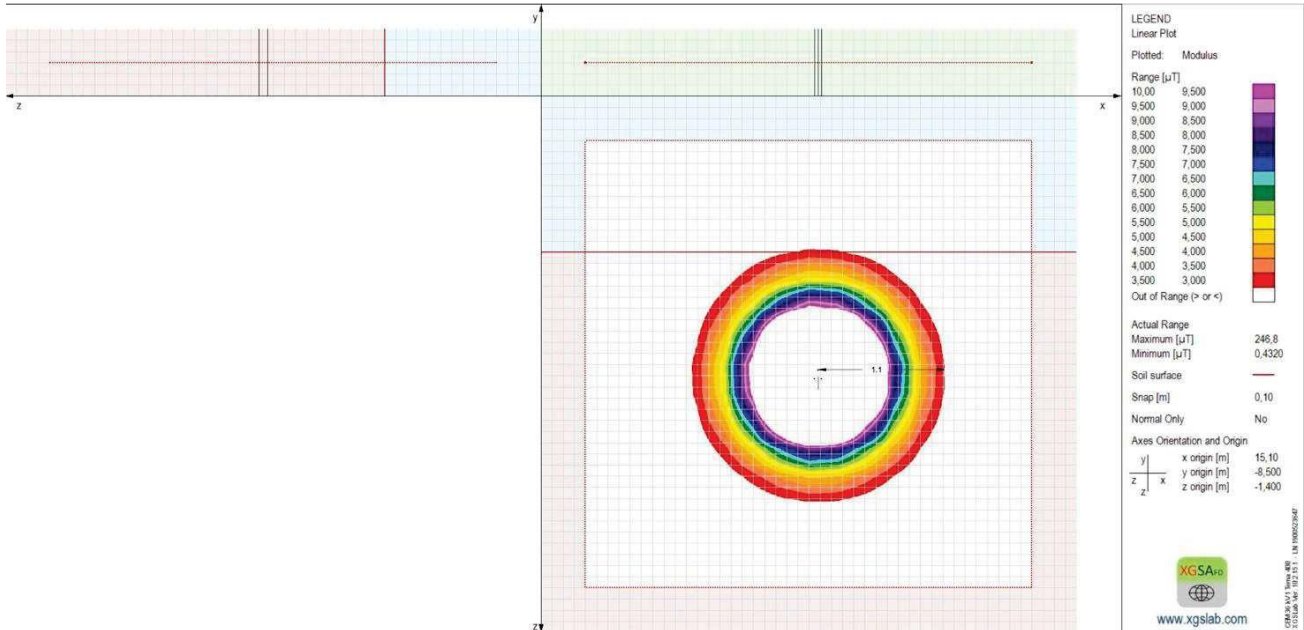 y
z
x
1.1
z
LEGEND
Linear Plot
Plotted: Modulus
Range [µT]
10,00 9,500
9,500 9,000
9,000 8,500
8,500 8,000
8,000 7,500
7,500 7,000
7,000 6,500
6,500 6,000
6,000 5,500
5,500 5,000
5,000 4,500
4,500 4,000
4,000 3,500
3,500 3,000
Out of Range (> or <)
Actual Range
Maximum [µT] 246,8
Minimum [µT] 0,4320
Soil surface
Snap [m] 0,10
Normal Only No
Axes Orientation and Origin
y x origin [m] 15,10
z x y origin [m] -8,500
z z origin [m] -1,400
XGSAFD
www.xgslab.com